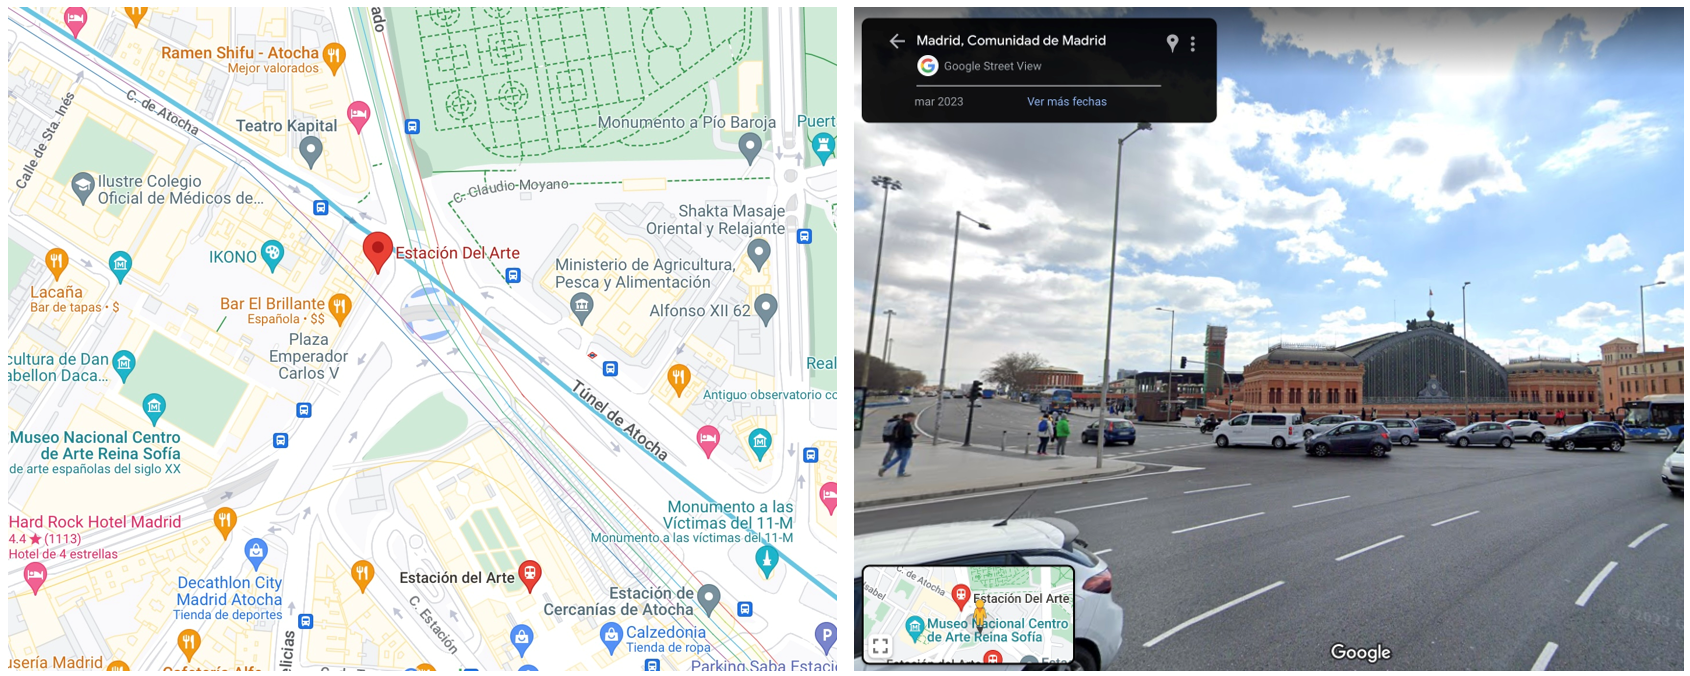 ado
Ramen Shifu - Atocha
Mejor valorados
C. de Atocha
Calle de Sta. Inés
Teatro Kapital
Monumento a Pío Baroja
Puert
Ilustre Colegio
Oficial de Médicos de...
C. Claudio Moyano
Shakta Masaje
Oriental y Relajante
IKONO
Estación Del Arte
Ministerio de Agricultura,
Pesca y Alimentación
Lacaña
Bar de tapas · $
Bar El Brillante
Española · $$
Alfonso XII 62
Plaza
Emperador
Carlos V
cultura de Dan
abellon Daca...
Real
Túnel de Atocha
Antiguo observatorio co
Museo Nacional Centro
de Arte Reina Sofía
de arte españolas del siglo XX
Hard Rock Hotel Madrid
4.4 ★ (1113)
Hotel de 4 estrellas
Monumento a las
Víctimas del 11-M
Monumento a las víctimas del 11-M
Decathlon City
Madrid Atocha
Tienda de deportes
Estación del Arte
Estación de
Cercanías de Atocha
C. Estación
Calzedonia
Tienda de ropa
elicias
P
Parking Saba Estació
usería Madrid
Madrid, Comunidad de Madrid
Google Street View
mar 2023
Ver más fechas
C. de Atocha
Isabel
Estación Del Arte
Museo Nacional Centro
de Arte Reina Sofía
Google